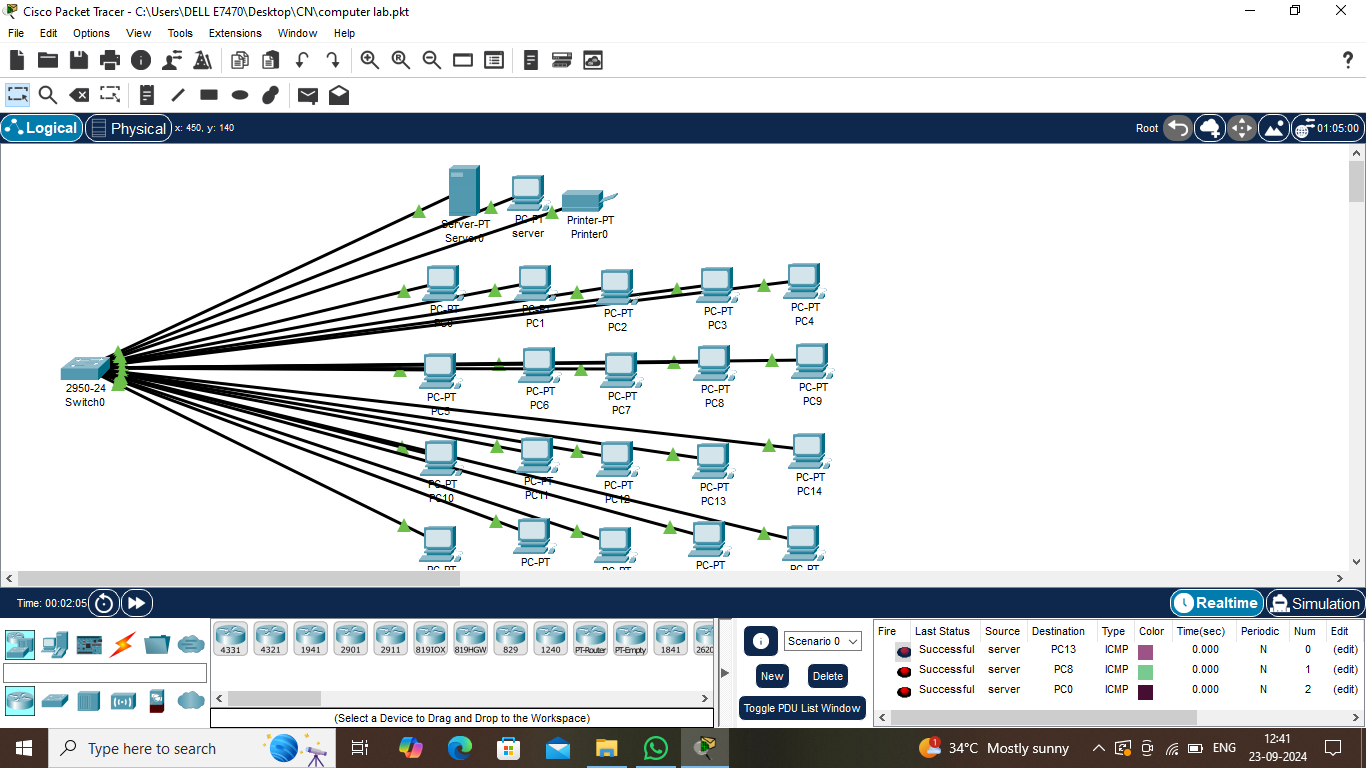 Cisco Packet Tracer - C:\Users\DELL E7470\Desktop\CN\computer lab.pkt
File Edit Options View Tools Extensions Window Help
Logical Physical x: 450, y: 140 Root 01:05:00
Server-PT
Server0
PC-PT
server
Printer-PT
Printer0
PC-PT
PC0
PC-PT
PC1
PC-PT
PC2
PC-PT
PC3
PC-PT
PC4
2950-24
Switch0
PC-PT
PC5
PC-PT
PC6
PC-PT
PC7
PC-PT
PC8
PC-PT
PC9
PC-PT
PC10
PC-PT
PC11
PC-PT
PC12
PC-PT
PC13
PC-PT
PC14
PC-PT
PC-PT
PC-PT
PC-PT
PC-PT
Time: 00:02:05 Realtime Simulation
4331 4321 1941 2901 2911 819IOX 819HGW 829 1240 PT-Router PT-Empty 1841 2620
(Select a Device to Drag and Drop to the Workspace)
Scenario 0
New Delete
Toggle PDU List Window
Fire Last Status Source Destination Type Color Time(sec) Periodic Num Edit
Successful server PC13 ICMP 0.000 N 0 (edit)
Successful server PC8 ICMP 0.000 N 1 (edit)
Successful server PC0 ICMP 0.000 N 2 (edit)
Type here to search
34°C Mostly sunny
ENG
12:41
23-09-2024